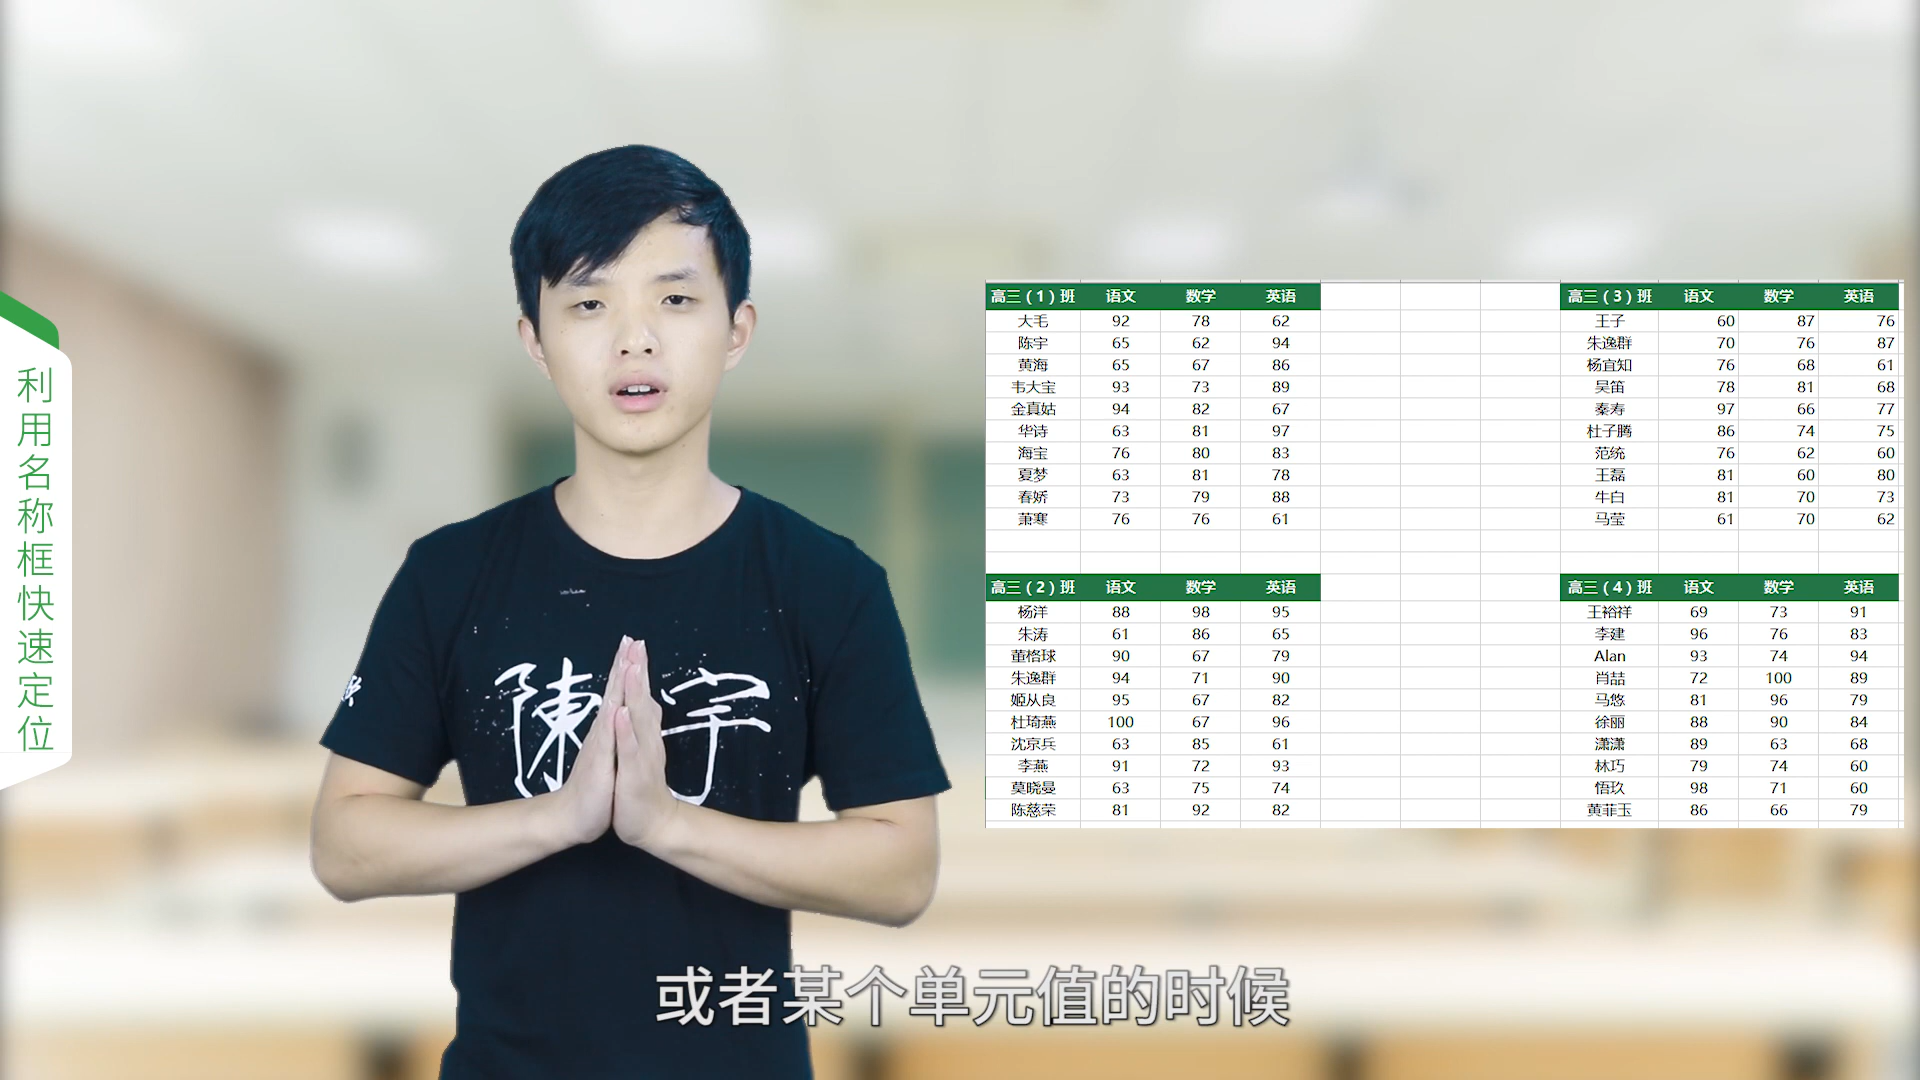 利用名称框快速定位
陳宇
高三（1）班 语文 数学 英语
大毛 92 78 62
陈宇 65 62 94
黄海 65 67 86
韦大宝 93 73 89
金真姑 94 82 67
华诗 63 81 97
海宝 76 80 83
夏梦 63 81 78
春娇 73 79 88
萧寒 76 76 61
高三（3）班 语文 数学 英语
王子 60 87 76
朱逸群 70 76 87
杨宜知 76 68 61
吴笛 78 81 68
秦寿 97 66 77
杜子腾 86 74 75
范统 76 62 60
王磊 81 60 80
牛白 81 70 73
马莹 61 70 62
高三（2）班 语文 数学 英语
杨洋 88 98 95
朱涛 61 86 65
董格球 90 67 79
朱逸群 94 71 90
姬从良 95 67 82
杜琦燕 100 67 96
沈京兵 63 85 61
李燕 91 72 93
莫晓曼 63 75 74
陈慈荣 81 92 82
高三（4）班 语文 数学 英语
王裕祥 69 73 91
李建 96 76 83
Alan 93 74 94
肖喆 72 100 89
马悠 81 96 79
徐丽 88 90 84
潇潇 89 63 68
林巧 79 74 60
悟玖 98 71 60
黄菲玉 86 66 79
或者某个单元值的时候